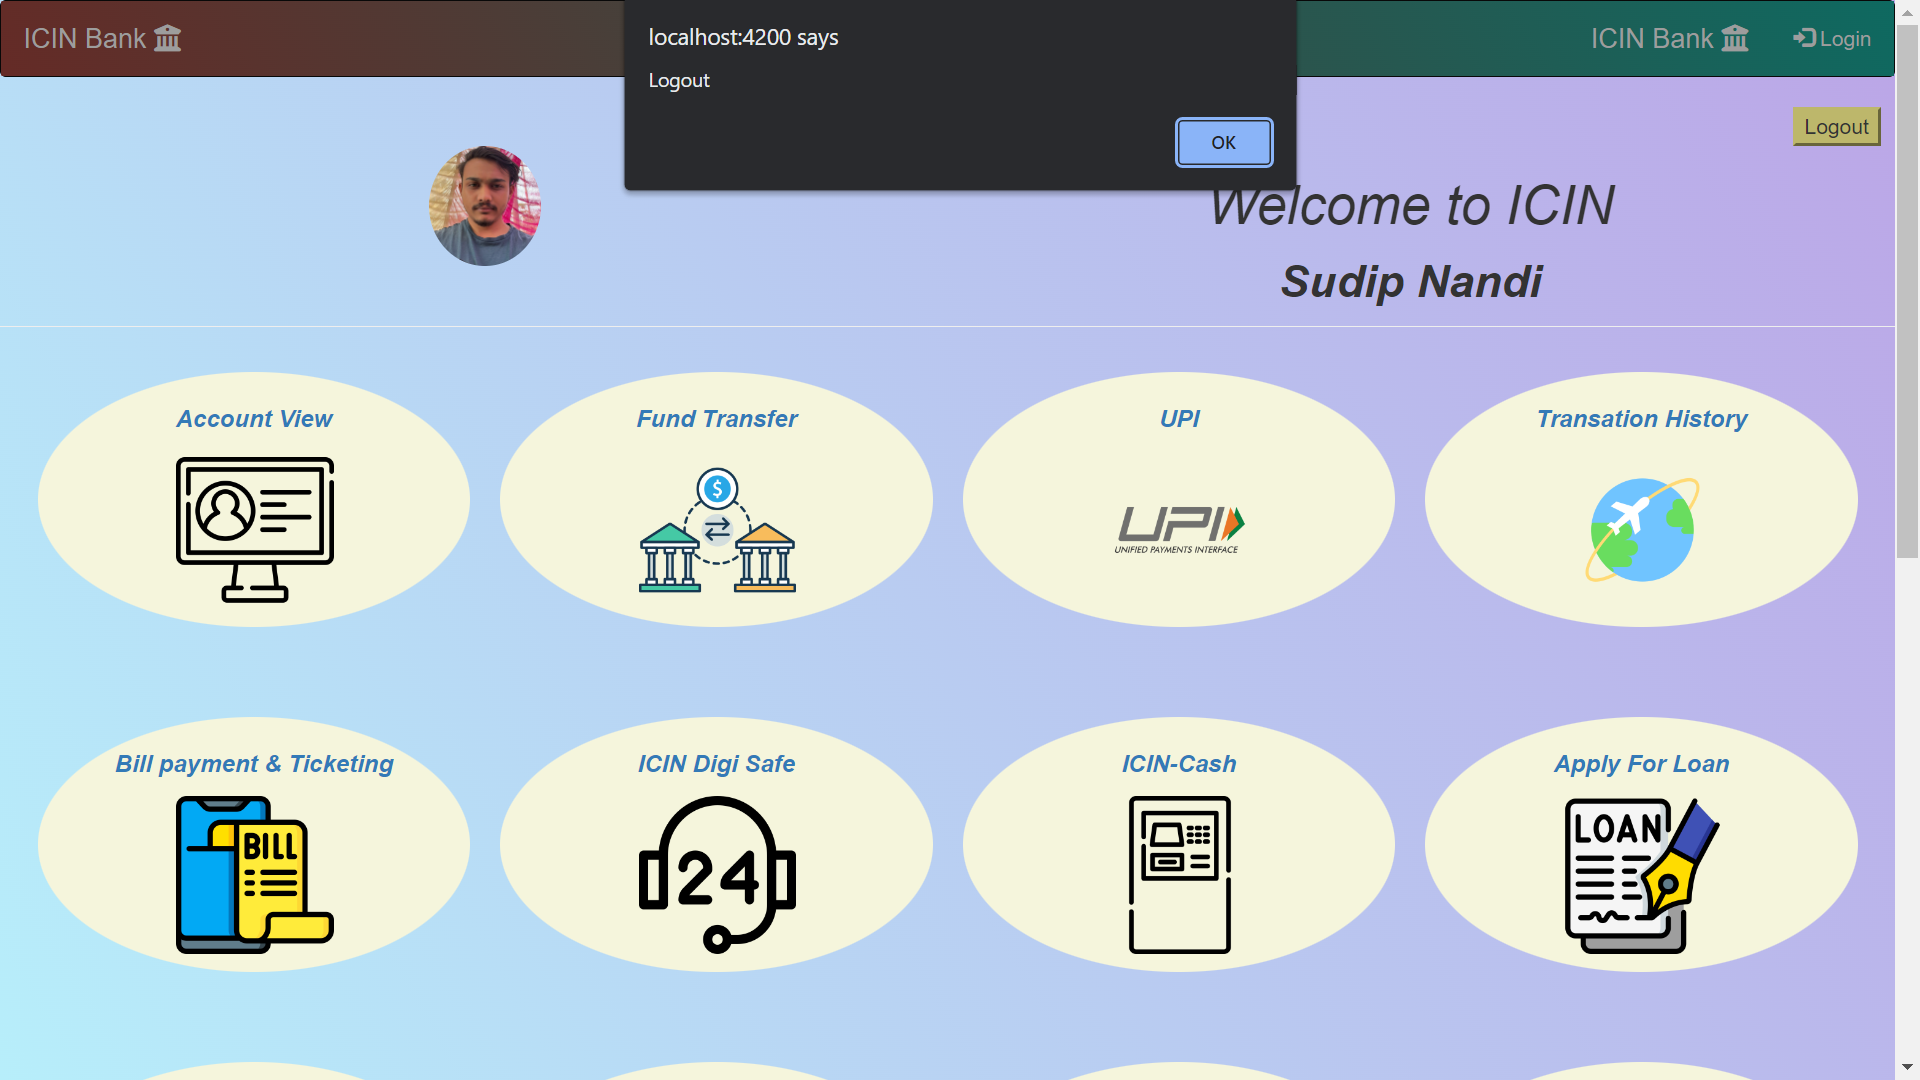 ICIN Bank
localhost:4200 says
Logout
OK
ICIN Bank
Login
Logout
Welcome to ICIN
Sudip Nandi
Account View
Fund Transfer
$
UPI
UPI
UNIFIED PAYMENTS INTERFACE
Transation History
Bill payment & Ticketing
BILL
ICIN Digi Safe
24
ICIN-Cash
Apply For Loan
LOAN